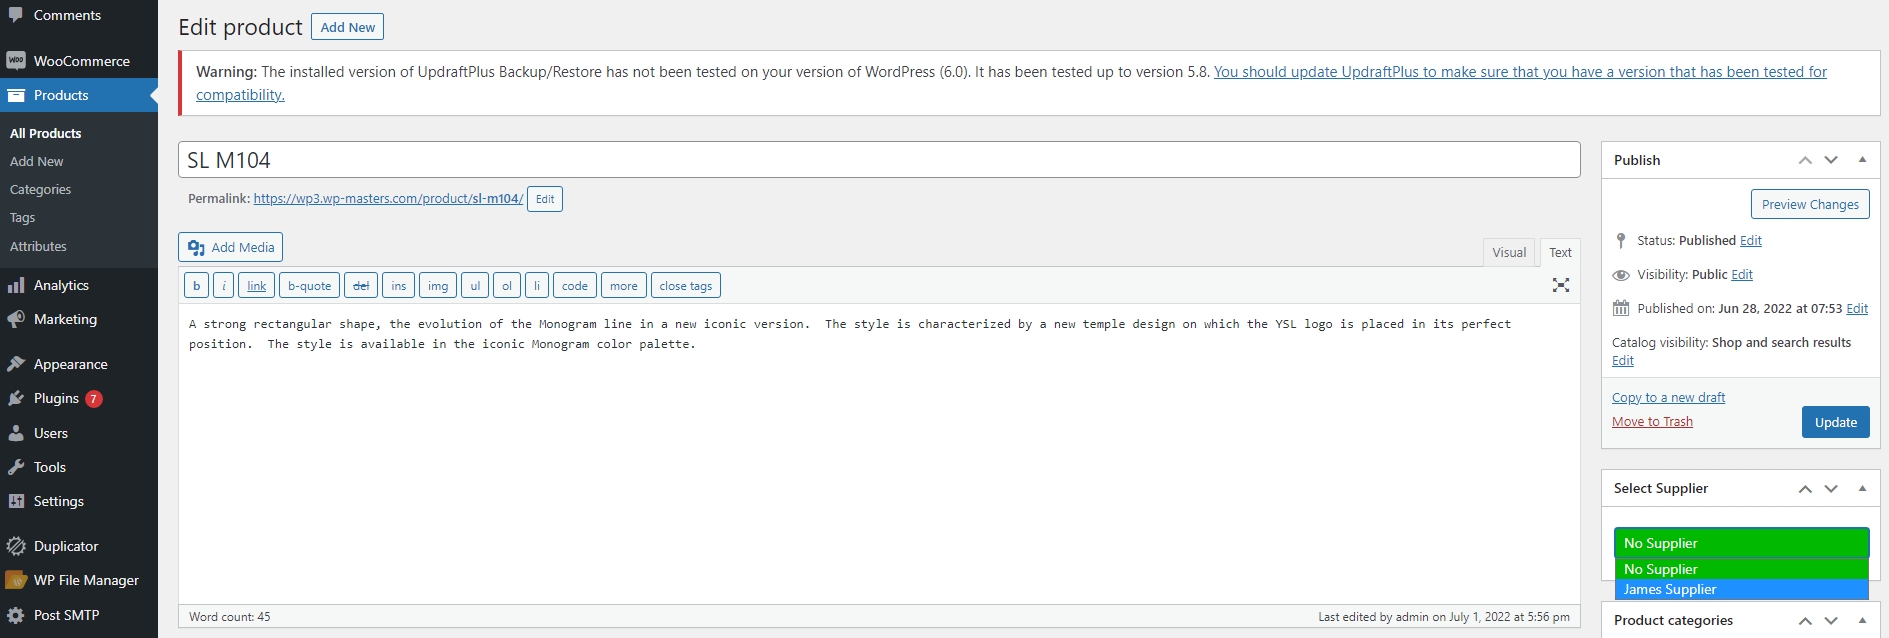 Comments
WooCommerce
Products
All Products
Add New
Categories
Tags
Attributes
Analytics
Marketing
Appearance
Plugins 7
Users
Tools
Settings
Duplicator
WP File Manager
Post SMTP
Edit product Add New
Warning: The installed version of UpdraftPlus Backup/Restore has not been tested on your version of WordPress (6.0). It has been tested up to version 5.8. You should update UpdraftPlus to make sure that you have a version that has been tested for
compatibility.
SL M104
Permalink: https://wp3.wp-masters.com/product/sl-m104/ Edit
Add Media
Visual Text
b i link b-quote del ins img ul ol li code more close tags
A strong rectangular shape, the evolution of the Monogram line in a new iconic version.  The style is characterized by a new temple design on which the YSL logo is placed in its perfect
position.  The style is available in the iconic Monogram color palette.
Word count: 45
Last edited by admin on July 1, 2022 at 5:56 pm
Publish
Preview Changes
Status: Published Edit
Visibility: Public Edit
Published on: Jun 28, 2022 at 07:53 Edit
Catalog visibility: Shop and search results
Edit
Copy to a new draft
Move to Trash
Update
Select Supplier
No Supplier
No Supplier
James Supplier
Product categories